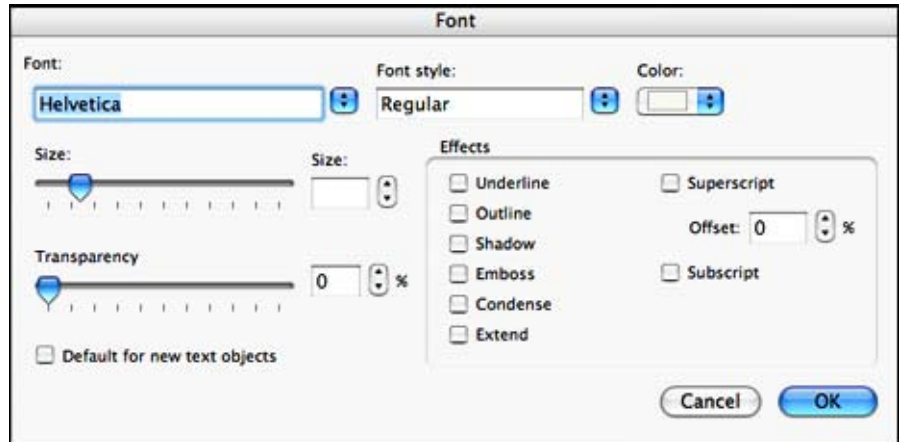 Font
Font:
Font style:
Color:
Helvetica
Regular
Size:
Size:
Transparency
0 %
Default for new text objects
Effects
Underline
Outline
Shadow
Emboss
Condense
Extend
Superscript
Offset: 0 %
Subscript
Cancel
OK